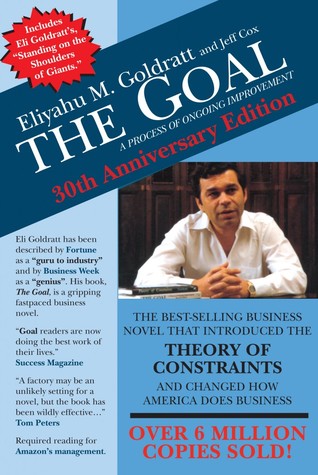 Includes
Eli Goldratt's,
"Standing on the
Shoulders
of Giants."
Eliyahu M. Goldratt and Jeff Cox
THE GOAL
A PROCESS OF ONGOING IMPROVEMENT
30th Anniversary Edition
Eli Goldratt has been
described by Fortune
as a "guru to industry"
and by Business Week
as a "genius". His book,
The Goal, is a gripping
fastpaced business
novel.
"Goal readers are now
doing the best work of
their lives."
Success Magazine
"A factory may be an
unlikely setting for a
novel, but the book has
been wildly effective…"
Tom Peters
Required reading for
Amazon's management.
THE BEST-SELLING BUSINESS
NOVEL THAT INTRODUCED THE
THEORY OF
CONSTRAINTS
AND CHANGED HOW
AMERICA DOES BUSINESS
OVER 6 MILLION
COPIES SOLD!